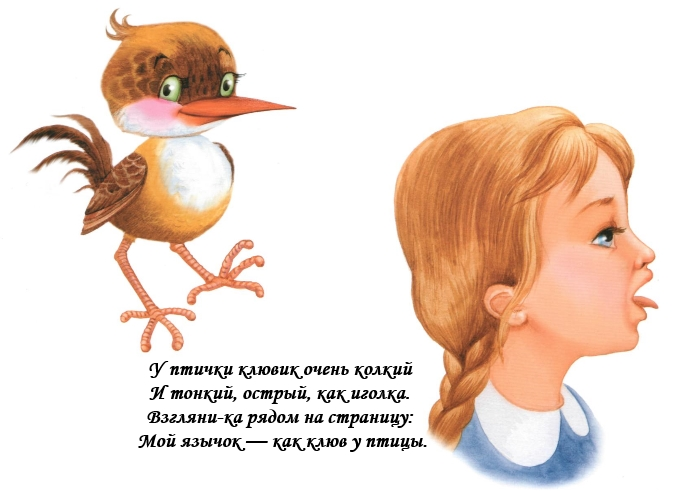 У птички клювик очень колкий
И тонкий, острый, как иголка.
Взгляни-ка рядом на страницу:
Мой язычок — как клюв у птицы.